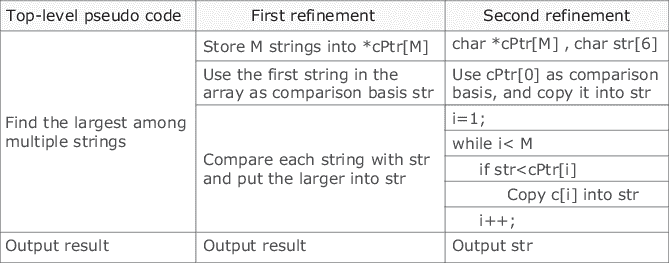 Top-level pseudo code
First refinement
Second refinement
Find the largest among
multiple strings
Store M strings into *cPtr[M]
char *cPtr[M] , char str[6]
Use the first string in the
array as comparison basis str
Use cPtr[0] as comparison
basis, and copy it into str
Compare each string with str
and put the larger into str
i=1;
while i< M
if str<cPtr[i]
Copy c[i] into str
i++;
Output result
Output result
Output str